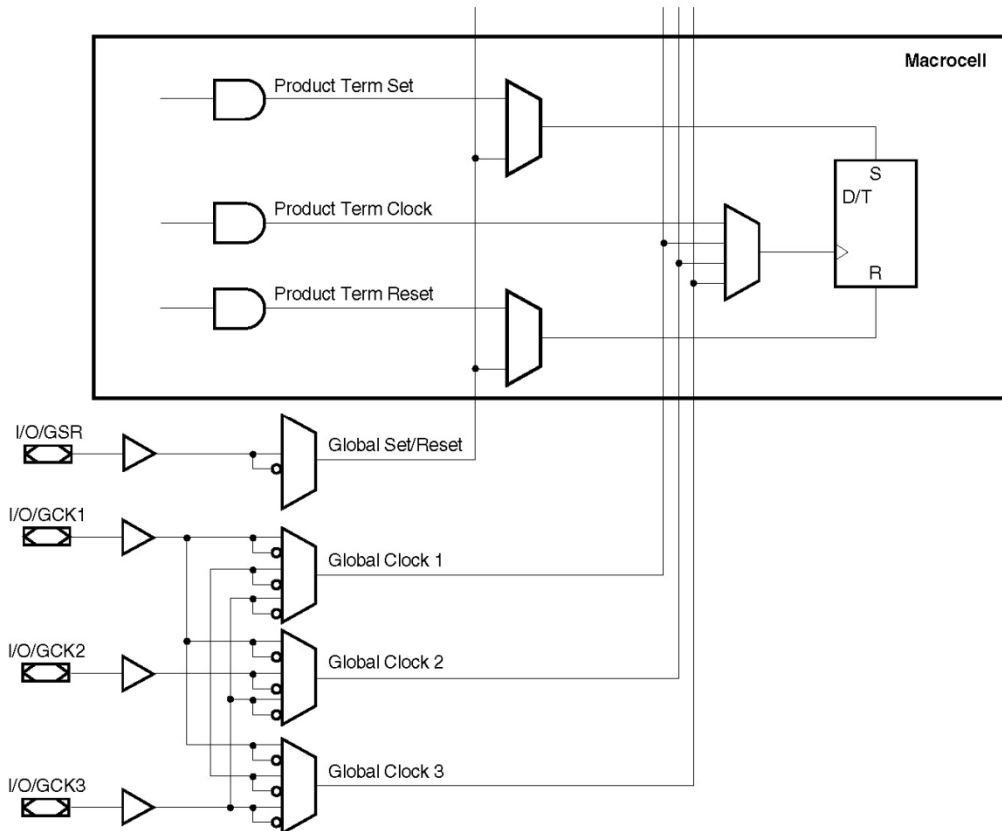 Macrocell
Product Term Set
S
D/T
Product Term Clock
R
Product Term Reset
I/O/GSR
Global Set/Reset
I/O/GCK1
Global Clock 1
I/O/GCK2
Global Clock 2
Global Clock 3
I/O/GCK3